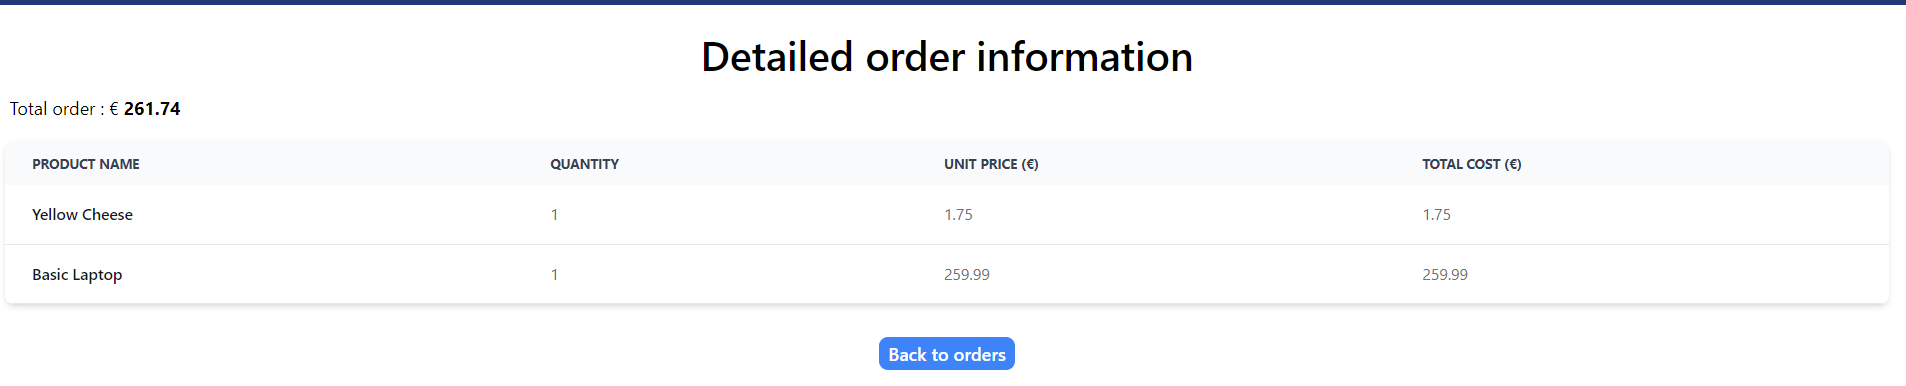 Detailed order information
Total order : € 261.74
PRODUCT NAME QUANTITY UNIT PRICE (€) TOTAL COST (€)
Yellow Cheese 1 1.75 1.75
Basic Laptop 1 259.99 259.99
Back to orders